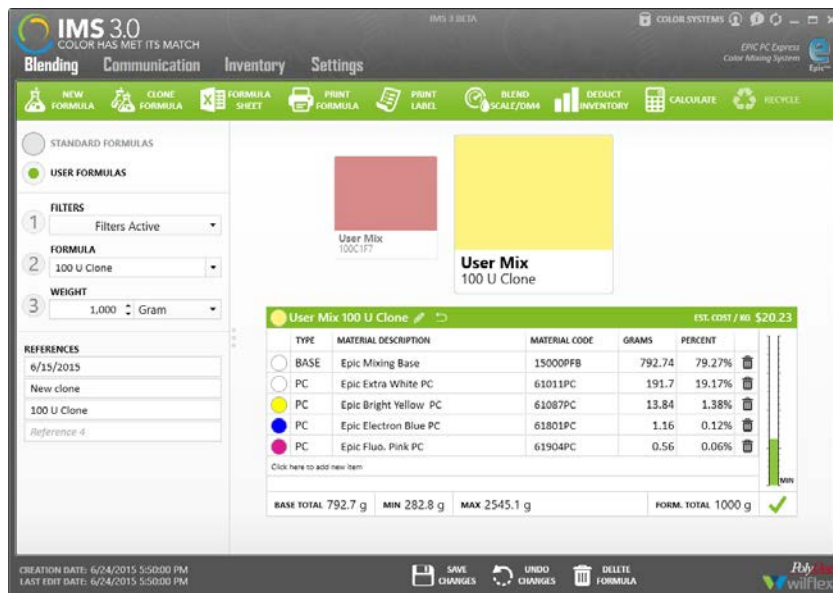 IMS 3.0
COLOR HAS MET ITS MATCH
IMS 3 BETA
COLOR SYSTEMS
EPIC PC Express
Color Mixing System
Epic
Blending Communication Inventory Settings
NEW FORMULA
CLONE FORMULA
FORMULA SHEET
PRINT FORMULA
PRINT LABEL
BLEND SCALE/DM4
DEDUCT INVENTORY
CALCULATE
RECYCLE
STANDARD FORMULAS
USER FORMULAS
FILTERS
1 Filters Active
FORMULA
2 100 U Clone
WEIGHT
3 1,000 Gram
REFERENCES
6/15/2015
New clone
100 U Clone
Reference 4
User Mix
100C1F7
User Mix
100 U Clone
User Mix 100 U Clone EST. COST / KG $20.23
TYPE MATERIAL DESCRIPTION MATERIAL CODE GRAMS PERCENT
BASE Epic Mixing Base 15000PFB 792.74 79.27%
PC Epic Extra White PC 61011PC 191.7 19.17%
PC Epic Bright Yellow PC 61087PC 13.84 1.38%
PC Epic Electron Blue PC 61801PC 1.16 0.12%
PC Epic Fluo. Pink PC 61904PC 0.56 0.06%
Click here to add new item
MIN
BASE TOTAL 792.7 g MIN 282.8 g MAX 2545.1 g FORM. TOTAL 1000 g
CREATION DATE: 6/24/2015 5:50:00 PM
LAST EDIT DATE: 6/24/2015 5:50:00 PM
SAVE CHANGES
UNDO CHANGES
DELETE FORMULA
wilflex